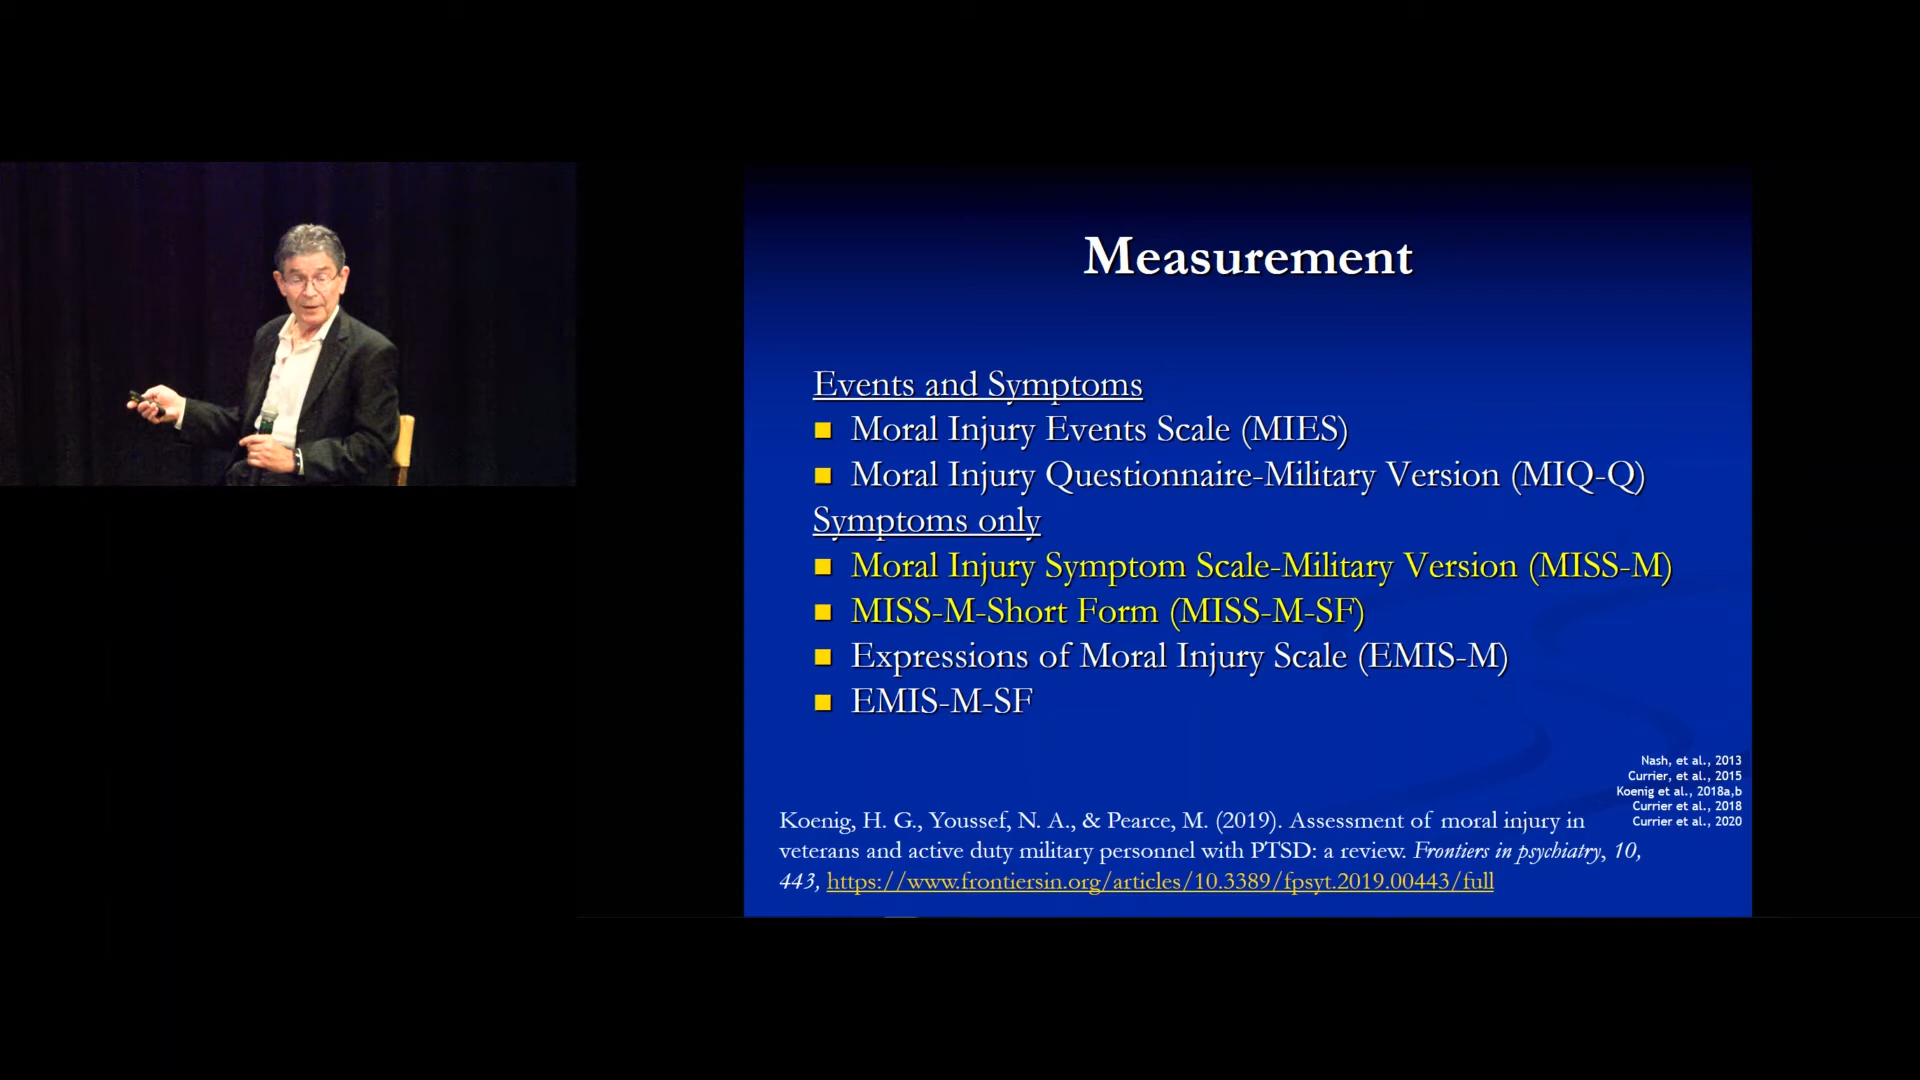 Measurement
Events and Symptoms
Moral Injury Events Scale (MIES)
Moral Injury Questionnaire-Military Version (MIQ-Q)
Symptoms only
Moral Injury Symptom Scale-Military Version (MISS-M)
MISS-M-Short Form (MISS-M-SF)
Expressions of Moral Injury Scale (EMIS-M)
EMIS-M-SF
Nash, et al., 2013
Currier, et al., 2015
Koenig et al., 2018a,b
Currier et al., 2018
Currier et al., 2020
Koenig, H. G., Youssef, N. A., & Pearce, M. (2019). Assessment of moral injury in
veterans and active duty military personnel with PTSD: a review. Frontiers in psychiatry, 10,
443, https://www.frontiersin.org/articles/10.3389/fpsyt.2019.00443/full